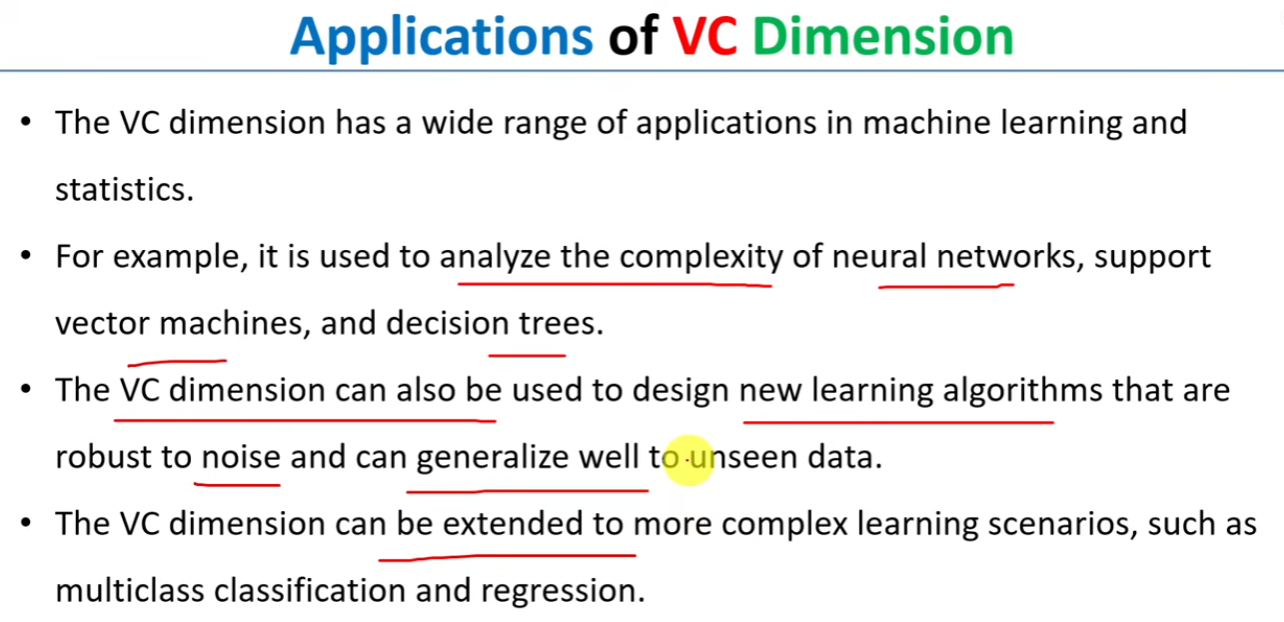 Applications of VC Dimension
• The VC dimension has a wide range of applications in machine learning and
statistics.
• For example, it is used to analyze the complexity of neural networks, support
vector machines, and decision trees.
• The VC dimension can also be used to design new learning algorithms that are
robust to noise and can generalize well to unseen data.
• The VC dimension can be extended to more complex learning scenarios, such as
multiclass classification and regression.